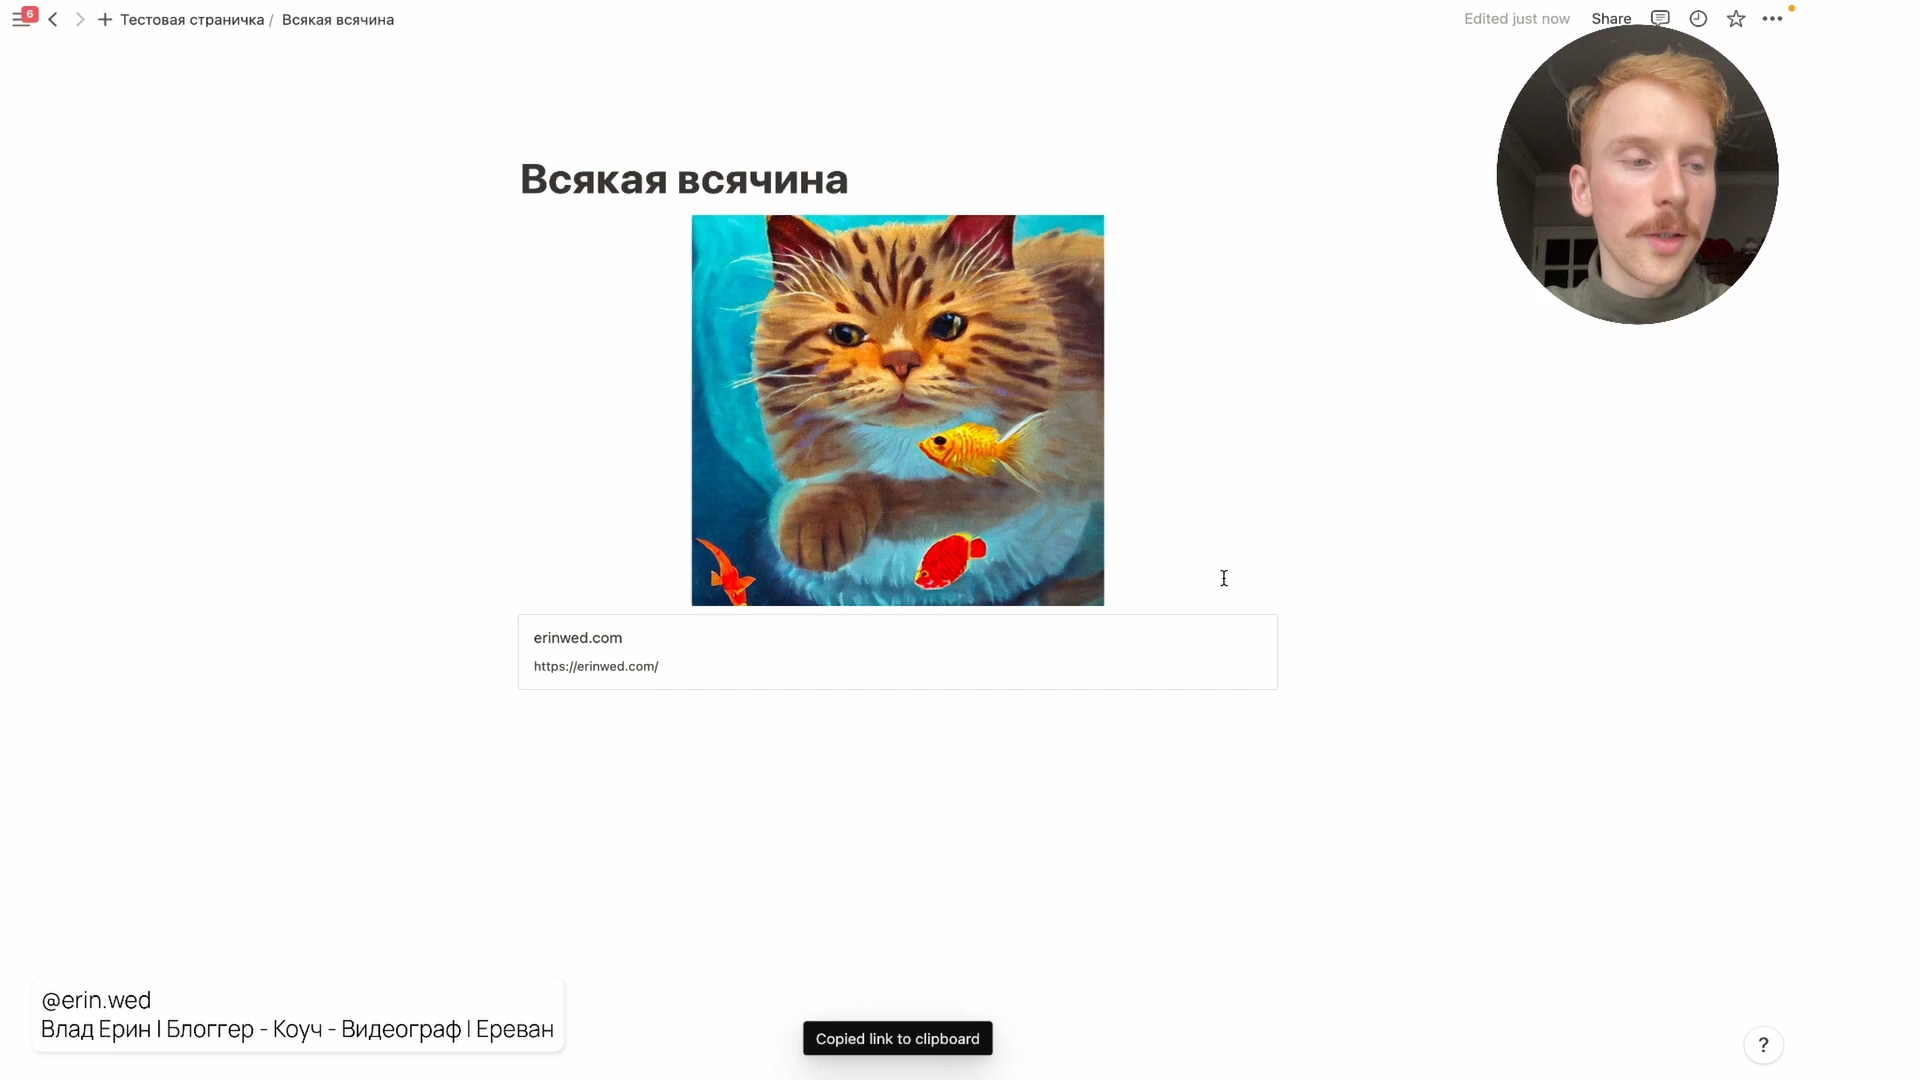 6
Тестовая страничка / Всякая всячина
Edited just now
Share
Всякая всячина
erinwed.com
https://erinwed.com/
@erin.wed
Влад Ерин | Блоггер - Коуч - Видеограф | Ереван
Copied link to clipboard
?